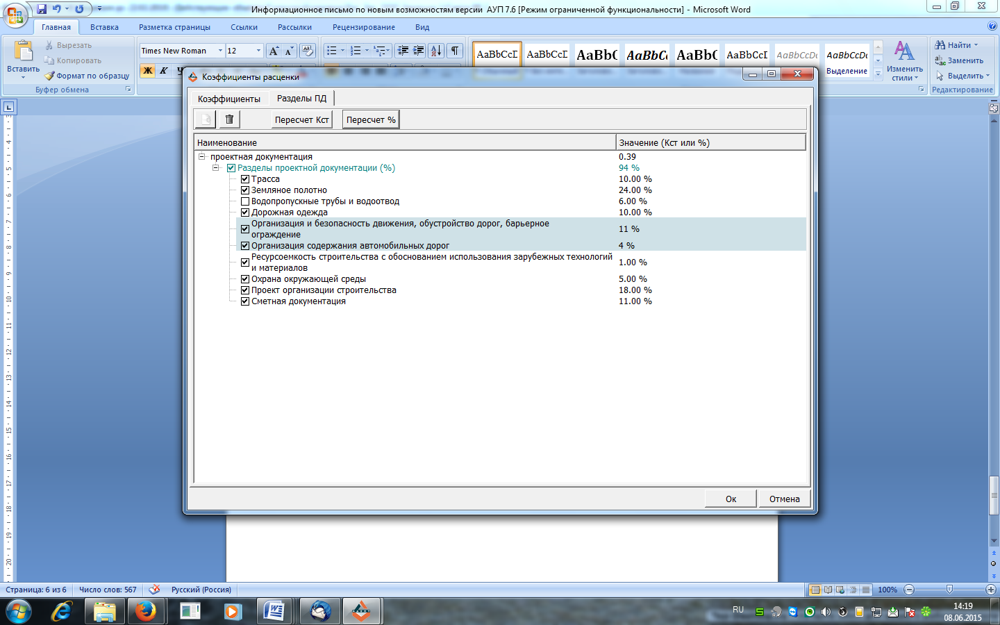 Информационное письмо по новым возможностям версии АУП 7.6 [Режим ограниченной функциональности] - Microsoft Word
Главная Вставка Разметка страницы Ссылки Рассылки Рецензирование Вид
Вставить
Вырезать
Копировать
Формат по образцу
Буфер обмена
Times New Roman 12
Ж К Ч
AaBbCcD AaBbCcI AaBbC AaBbCc AaBbC AaBbCcI AaBbCcDc AaBbCcDc
Выделение
Изменить стили
Найти
Заменить
Выделить
Редактирование
Коэффициенты расценки
Коэффициенты Разделы ПД
Пересчет Кст Пересчет %
Наименование Значение (Кст или %)
проектная документация 0.39
Разделы проектной документации (%) 94 %
Трасса 10.00 %
Земляное полотно 24.00 %
Водопропускные трубы и водоотвод 6.00 %
Дорожная одежда 10.00 %
Организация и безопасность движения, обустройство дорог, барьерное
ограждение 11 %
Организация содержания автомобильных дорог 4 %
Ресурсоемкость строительства с обоснованием использования зарубежных технологий
и материалов 1.00 %
Охрана окружающей среды 5.00 %
Проект организации строительства 18.00 %
Сметная документация 11.00 %
Ок Отмена
Страница: 6 из 6 Число слов: 567 Русский (Россия) 100%
RU 14:19
08.06.2015